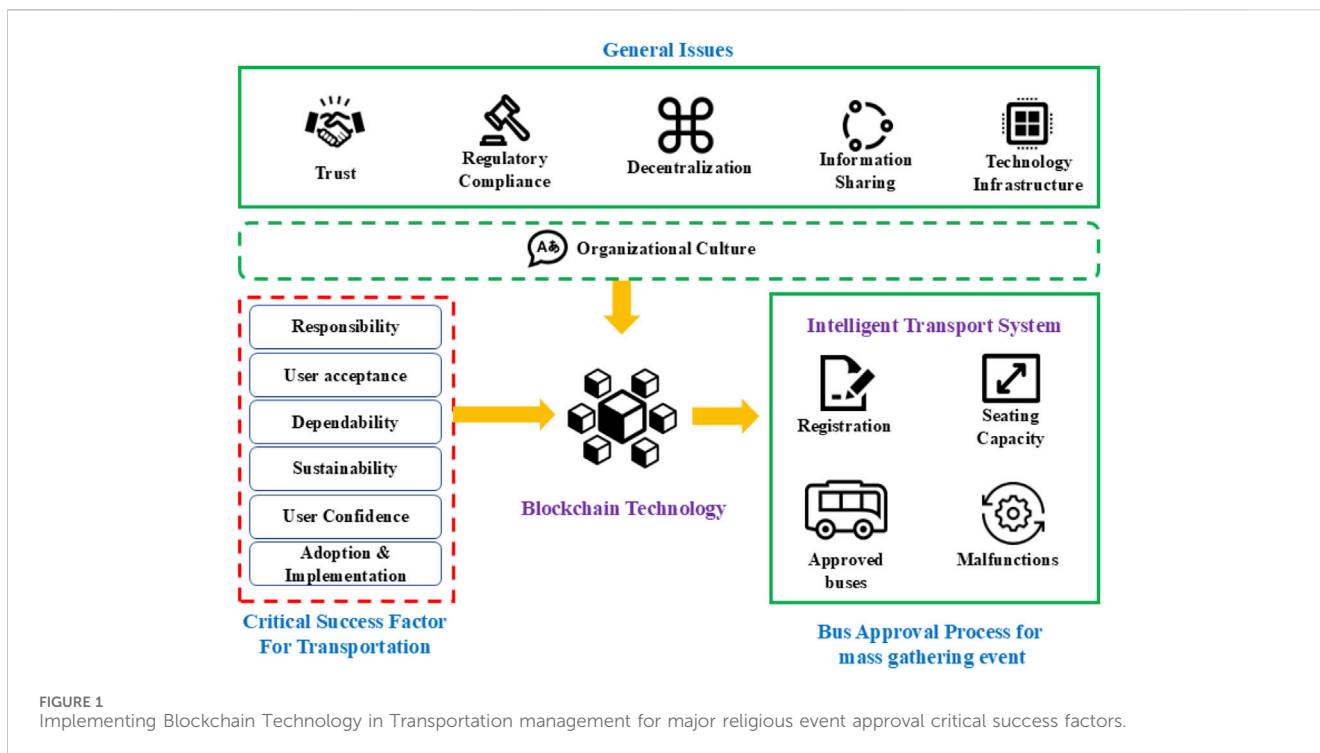 General Issues
Trust
Regulatory
Compliance
Decentralization
Information
Sharing
Technology
Infrastructure
Aあ Organizational Culture
Responsibility
User acceptance
Dependability
Sustainability
User Confidence
Adoption &
Implementation
Critical Success Factor
For Transportation
Blockchain Technology
Intelligent Transport System
Registration
Seating
Capacity
Approved
buses
Malfunctions
Bus Approval Process for
mass gathering event
FIGURE 1
Implementing Blockchain Technology in Transportation management for major religious event approval critical success factors.